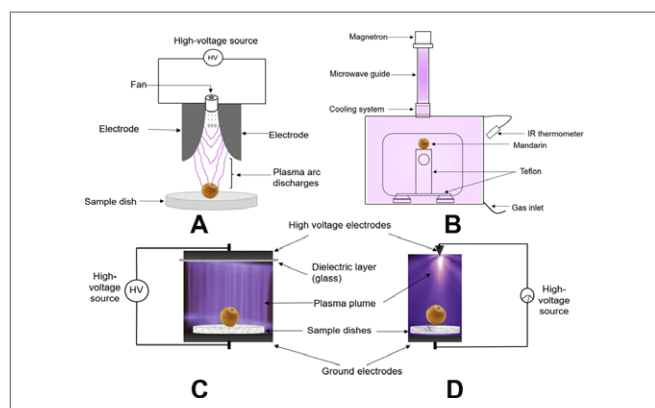 High-voltage source
HV
Fan
Electrode
Electrode
Plasma arc
discharges
Sample dish
A
Magnetron
Microwave guide
Cooling system
IR thermometer
Mandarin
Teflon
Gas inlet
B
High voltage electrodes
High-
voltage
source
HV
Dielectric layer
(glass)
Plasma plume
Sample dishes
Ground electrodes
High-
voltage
source
C
D